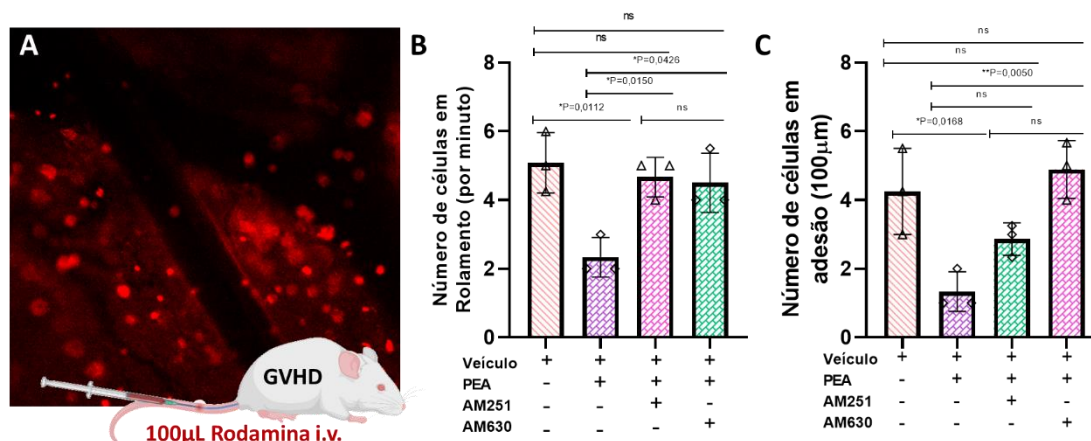 A
GVHD
100µL Rodamina i.v.
B
ns
ns
*P=0,0426
*P=0,0150
*P=0,0112
ns
Número de células em
Rolamento (por minuto)
8
6
4
2
0
Veículo + + + +
PEA - + + +
AM251 - - + -
AM630 - - - +
C
ns
ns
**P=0,0050
ns
*P=0,0168
ns
Número de células em
adesão (100µm)
8
6
4
2
0
Veículo + + + +
PEA - + + +
AM251 - - + -
AM630 - - - +